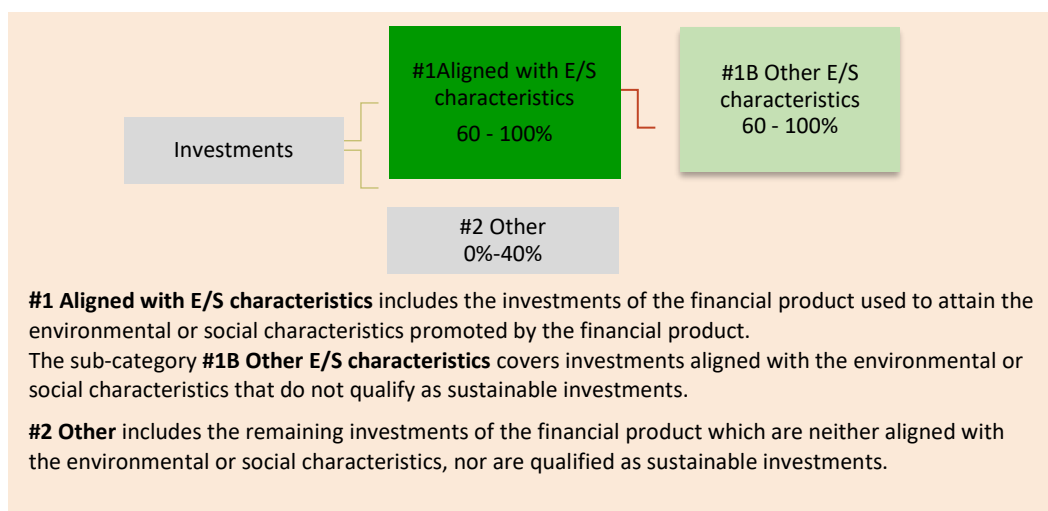 #1Aligned with E/S
characteristics
60 - 100%
#1B Other E/S
characteristics
60 - 100%
Investments
#2 Other
0%-40%
#1 Aligned with E/S characteristics includes the investments of the financial product used to attain the
environmental or social characteristics promoted by the financial product.
The sub-category #1B Other E/S characteristics covers investments aligned with the environmental or
social characteristics that do not qualify as sustainable investments.
#2 Other includes the remaining investments of the financial product which are neither aligned with
the environmental or social characteristics, nor are qualified as sustainable investments.